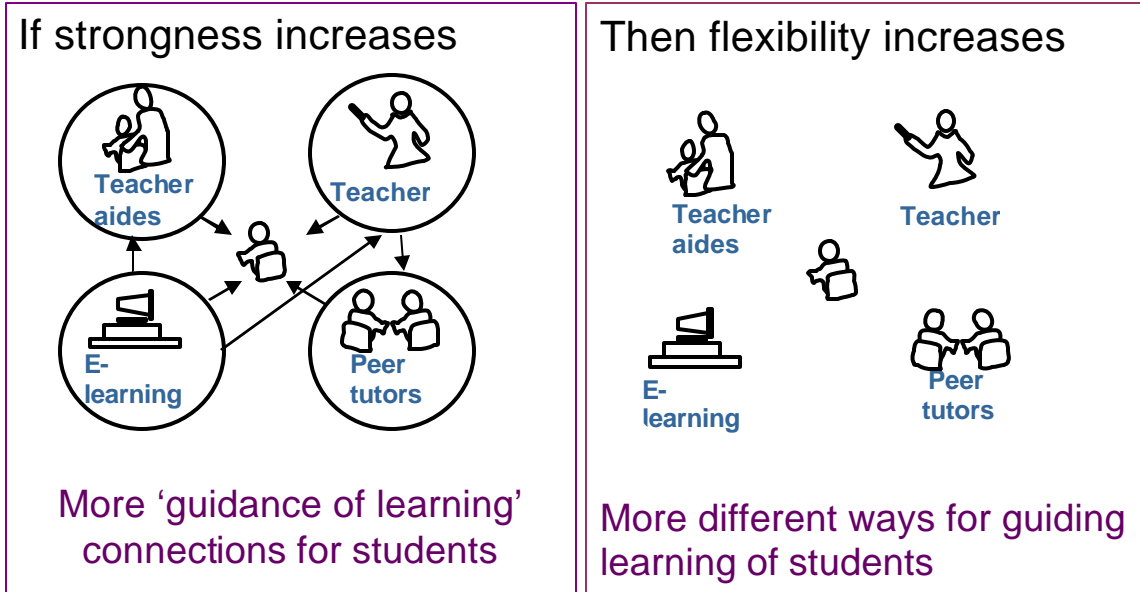 If strongness increases
Teacher
aides
Teacher
E-
learning
Peer
tutors
More ‘guidance of learning’
connections for students
Then flexibility increases
Teacher
aides
Teacher
E-
learning
Peer
tutors
More different ways for guiding
learning of students